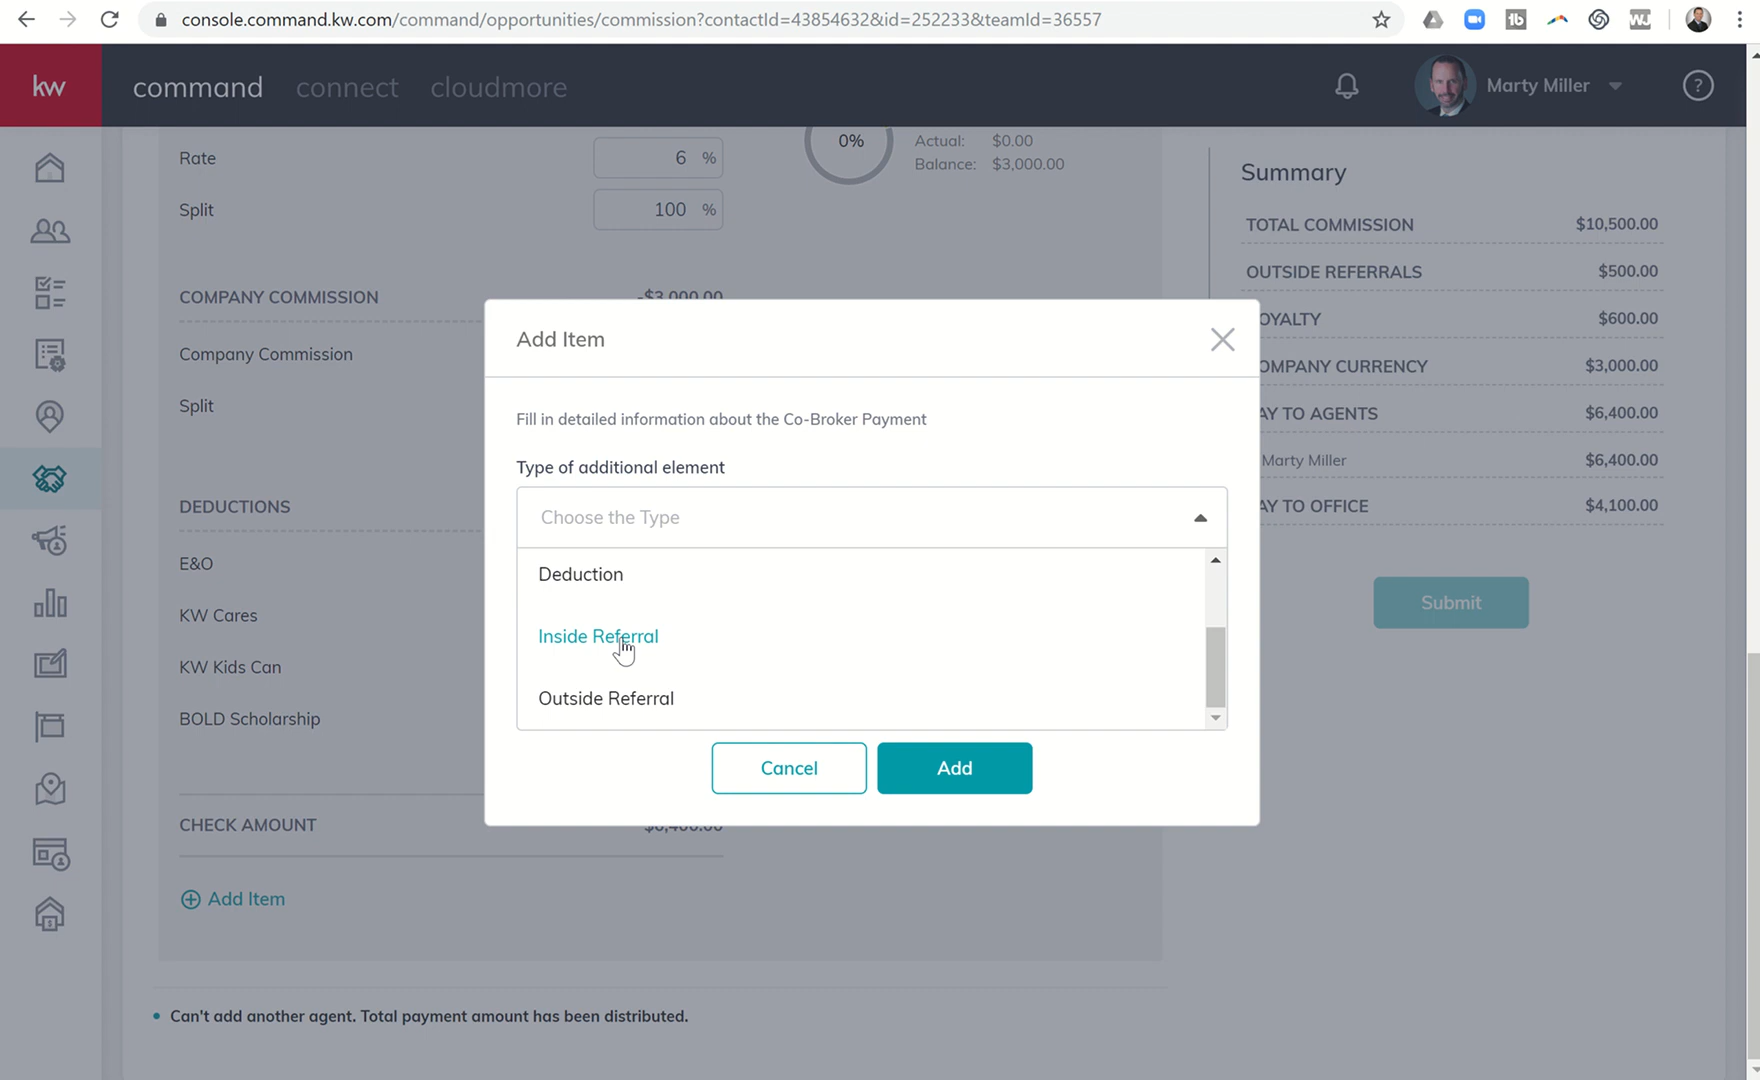 console.command.kw.com/command/opportunities/commission?contactId=43854632&id=252233&teamId=36557
kw
command connect cloudmore
Marty Miller
?
Rate 6 %
Split 100 %
0%
Actual: $0.00
Balance: $3,000.00
COMPANY COMMISSION -$3,000.00
Company Commission
Split
DEDUCTIONS
E&O
KW Cares
KW Kids Can
BOLD Scholarship
CHECK AMOUNT $6,400.00
Add Item
• Can't add another agent. Total payment amount has been distributed.
Add Item
Fill in detailed information about the Co-Broker Payment
Type of additional element
Choose the Type
Deduction
Inside Referral
Outside Referral
Cancel Add
Summary
TOTAL COMMISSION $10,500.00
OUTSIDE REFERRALS $500.00
OYALTY $600.00
OMPANY CURRENCY $3,000.00
AY TO AGENTS $6,400.00
Marty Miller $6,400.00
AY TO OFFICE $4,100.00
Submit